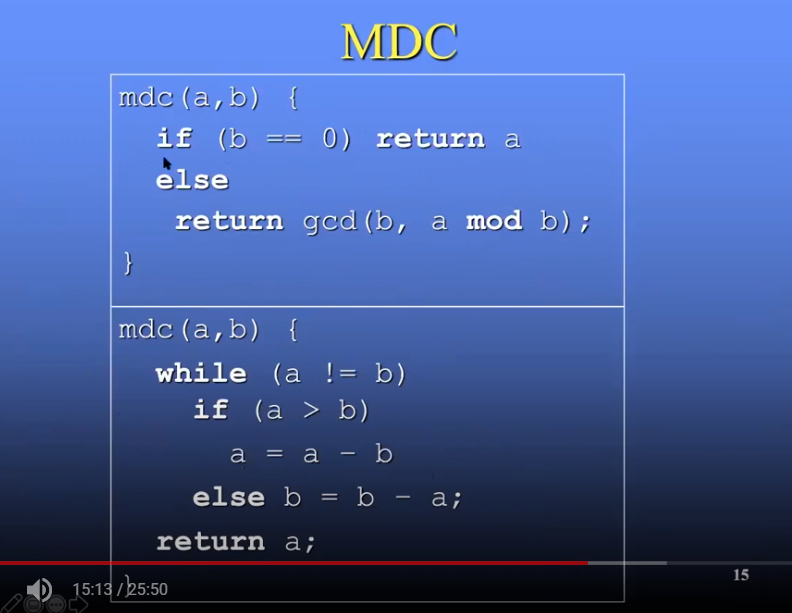 MDC
mdc(a,b) {
if (b == 0) return a
else
return gcd(b, a mod b);
}
mdc(a,b) {
while (a != b)
if (a > b)
a = a - b
else b = b - a;
return a;
}
15:13 / 25:50
15